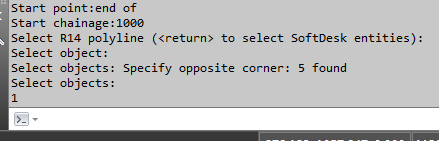 Start point:end of
Start chainage:1000
Select R14 polyline (<return> to select SoftDesk entities):
Select object:
Select objects: Specify opposite corner: 5 found
Select objects:
1